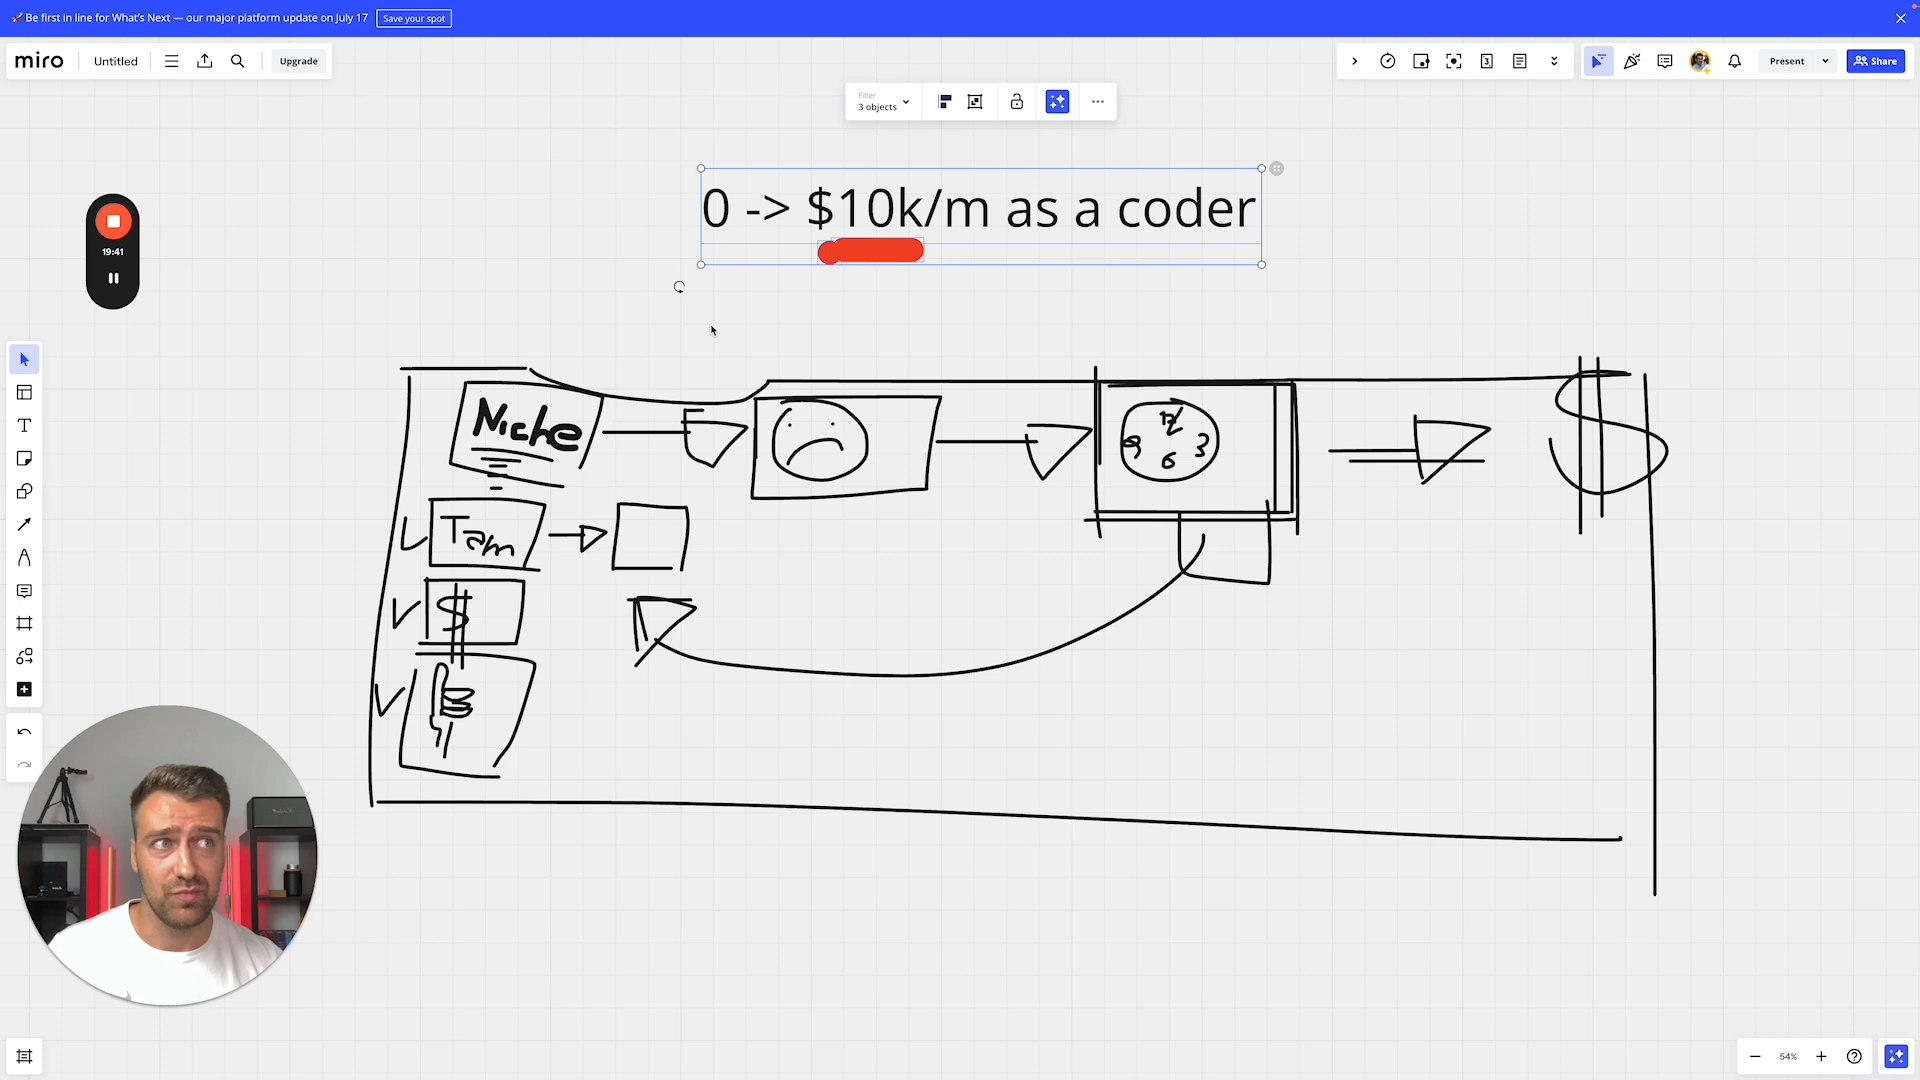 🚀 Be first in line for What's Next — our major platform update on July 17 Save your spot
miro Untitled Upgrade
Present Share
Filter
3 objects
0 -> $10k/m as a coder
19:41
Niche
12
9 3
6
$
Tam
$
54%